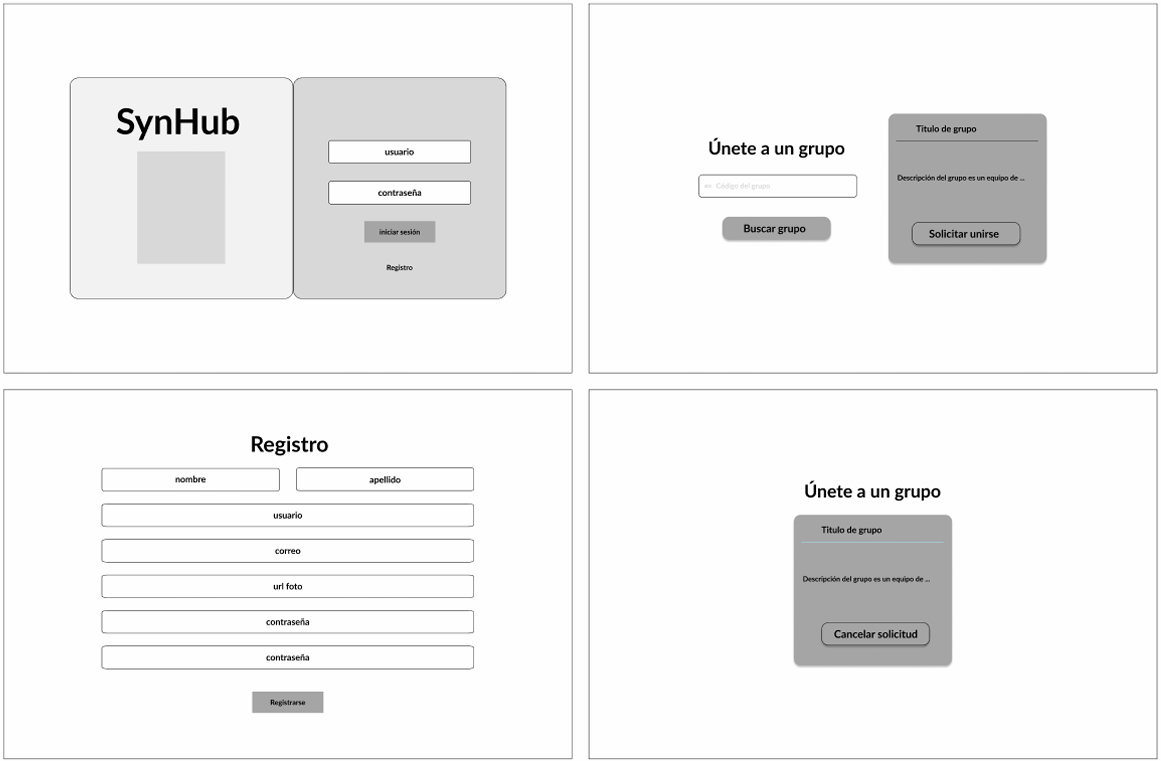 SynHub
usuario
contraseña
iniciar sesión
Registro
Únete a un grupo
Código del grupo
Buscar grupo
Titulo de grupo
Descripción del grupo es un equipo de ...
Solicitar unirse
Registro
nombre
apellido
usuario
correo
url foto
contraseña
contraseña
Registrarse
Únete a un grupo
Titulo de grupo
Descripción del grupo es un equipo de ...
Cancelar solicitud